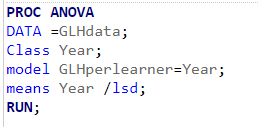 PROC ANOVA
DATA =GLHdata;
Class Year;
model GLHperlearner=Year;
means Year /lsd;
RUN;